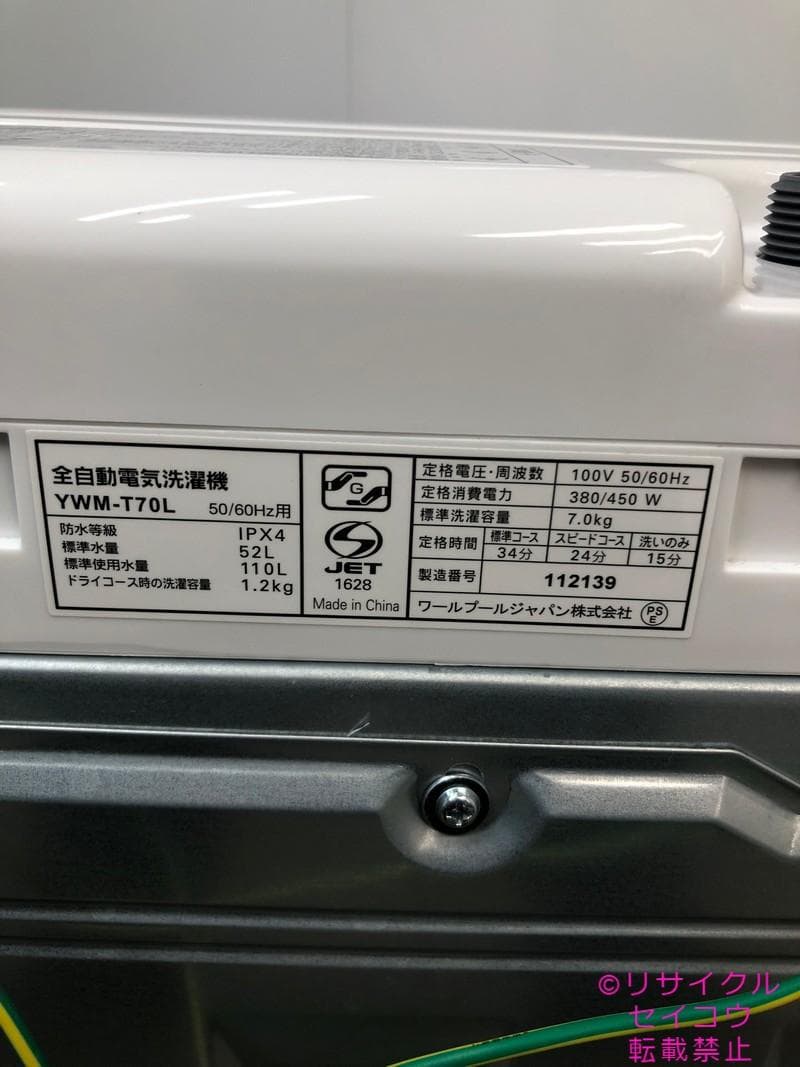 全自動電気洗濯機
YWM-T70L 50/60Hz用
防水等級 IPX4
標準水量 52L
標準使用水量 110L
ドライコース時の洗濯容量 1.2kg
G
S
JET
1628
Made in China
定格電圧・周波数 100V 50/60Hz
定格消費電力 380/450 W
標準洗濯容量 7.0kg
定格時間 標準コース スピードコース 洗いのみ
34分 24分 15分
製造番号 112139
ワールプールジャパン株式会社 PSE
©リサイクル
セイコウ
転載禁止